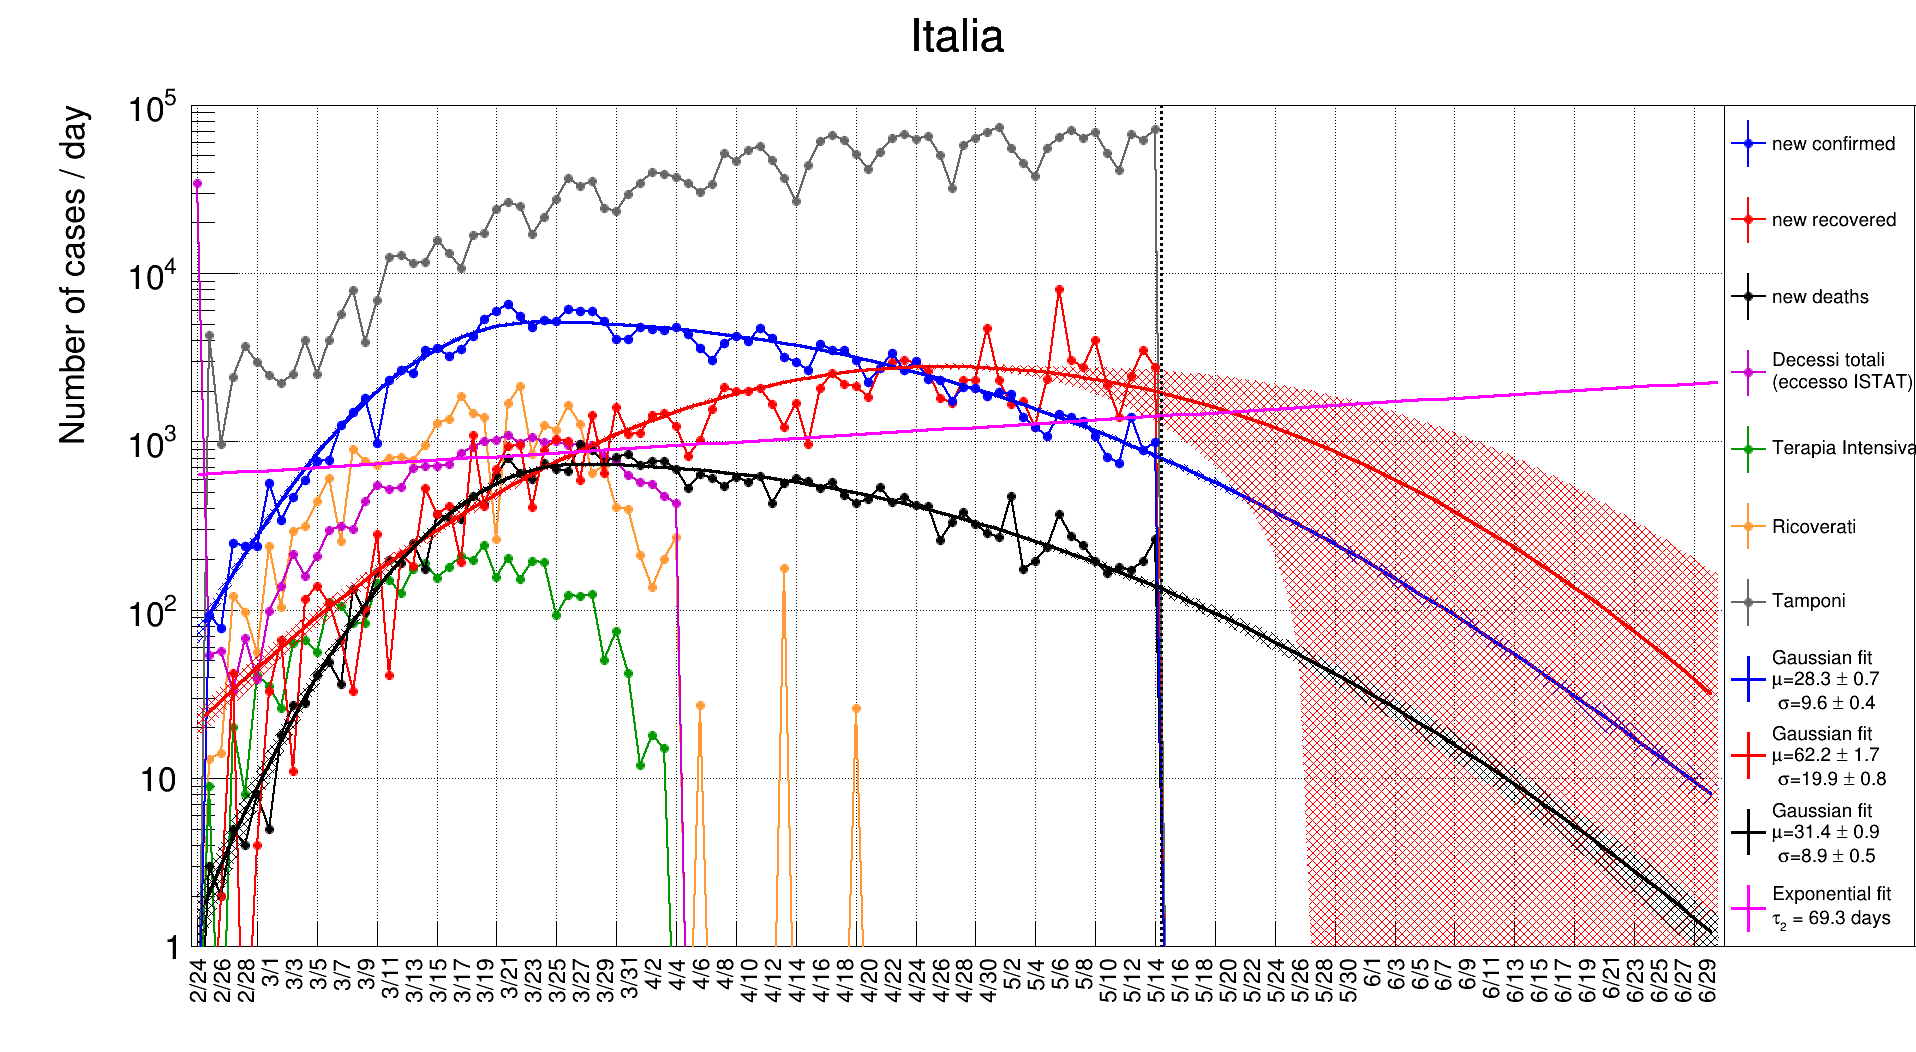 Italia
Number of cases / day
10^5
10^4
10^3
10^2
10
1
2/24 2/26 2/28 3/1 3/3 3/5 3/7 3/9 3/11 3/13 3/15 3/17 3/19 3/21 3/23 3/25 3/27 3/29 3/31 4/2 4/4 4/6 4/8 4/10 4/12 4/14 4/16 4/18 4/20 4/22 4/24 4/26 4/28 4/30 5/2 5/4 5/6 5/8 5/10 5/12 5/14 5/16 5/18 5/20 5/22 5/24 5/26 5/28 5/30 6/1 6/3 6/5 6/7 6/9 6/11 6/13 6/15 6/17 6/19 6/21 6/23 6/25 6/27 6/29
new confirmed
new recovered
new deaths
Decessi totali
(eccesso ISTAT)
Terapia Intensiva
Ricoverati
Tamponi
Gaussian fit
μ=28.3 ± 0.7
σ=9.6 ± 0.4
Gaussian fit
μ=62.2 ± 1.7
σ=19.9 ± 0.8
Gaussian fit
μ=31.4 ± 0.9
σ=8.9 ± 0.5
Exponential fit
τ₂ = 69.3 days